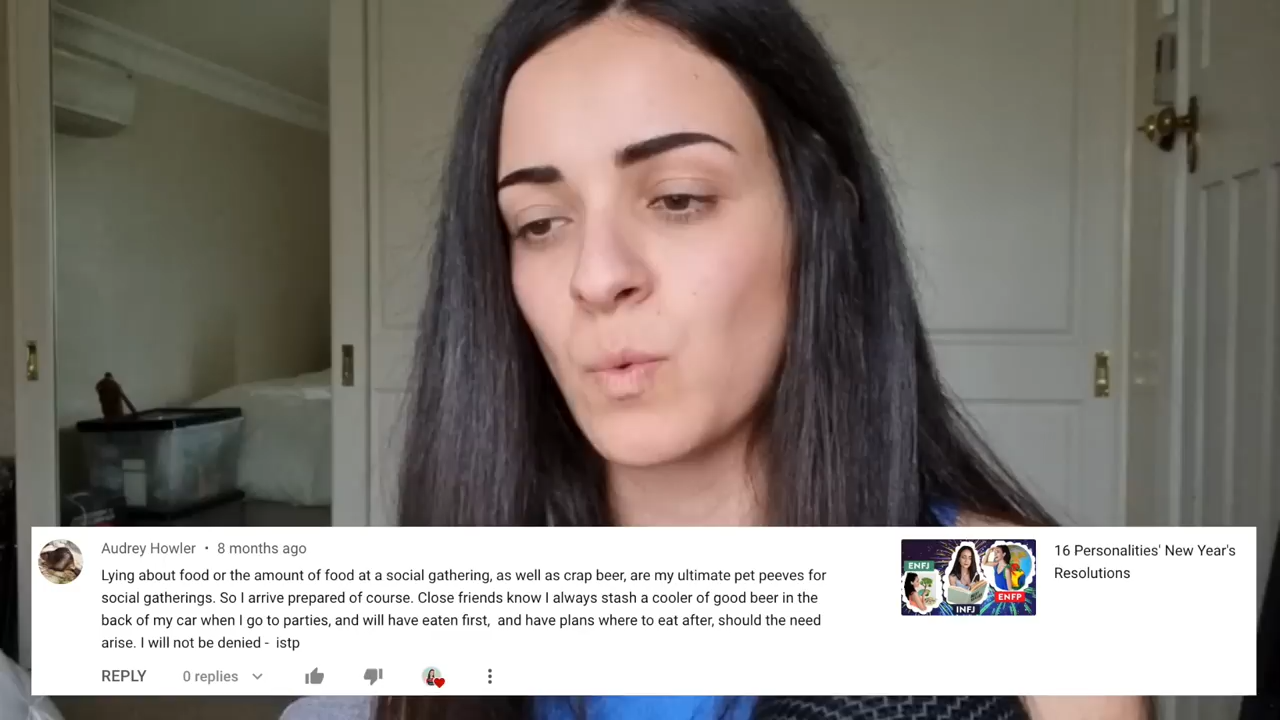 Audrey Howler • 8 months ago
Lying about food or the amount of food at a social gathering, as well as crap beer, are my ultimate pet peeves for
social gatherings. So I am prepared of course. Close friends know I always stash a cooler of good beer in the
back of my car when I go to parties, and will have eaten first,  and have plans where to eat after, should the need
arise. I will not be denied -  istp
REPLY 0 replies
ENFJ
INFJ
ENFP
16 Personalities' New Year's
Resolutions